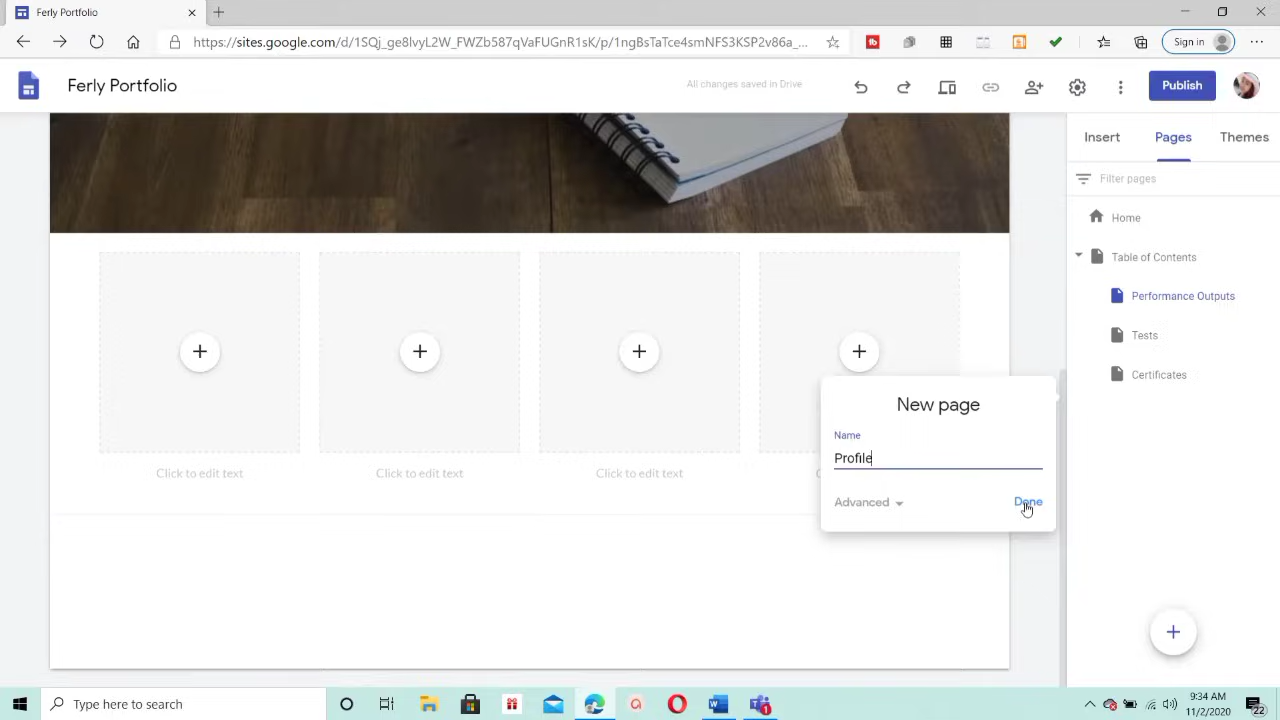 Ferly Portfolio
https://sites.google.com/d/1SQj_ge8lvyL2W_FWZb587qVaFUGnR1sK/p/1ngBsTaTce4smNFS3KSP2v86a_...
Sign in
Ferly Portfolio
All changes saved in Drive
Publish
Insert
Pages
Themes
Filter pages
Home
Table of Contents
Performance Outputs
Tests
Certificates
New page
Name
Profile
Advanced
Done
Click to edit text
Click to edit text
Click to edit text
Type here to search
9:34 AM
11/2/2020
22
1